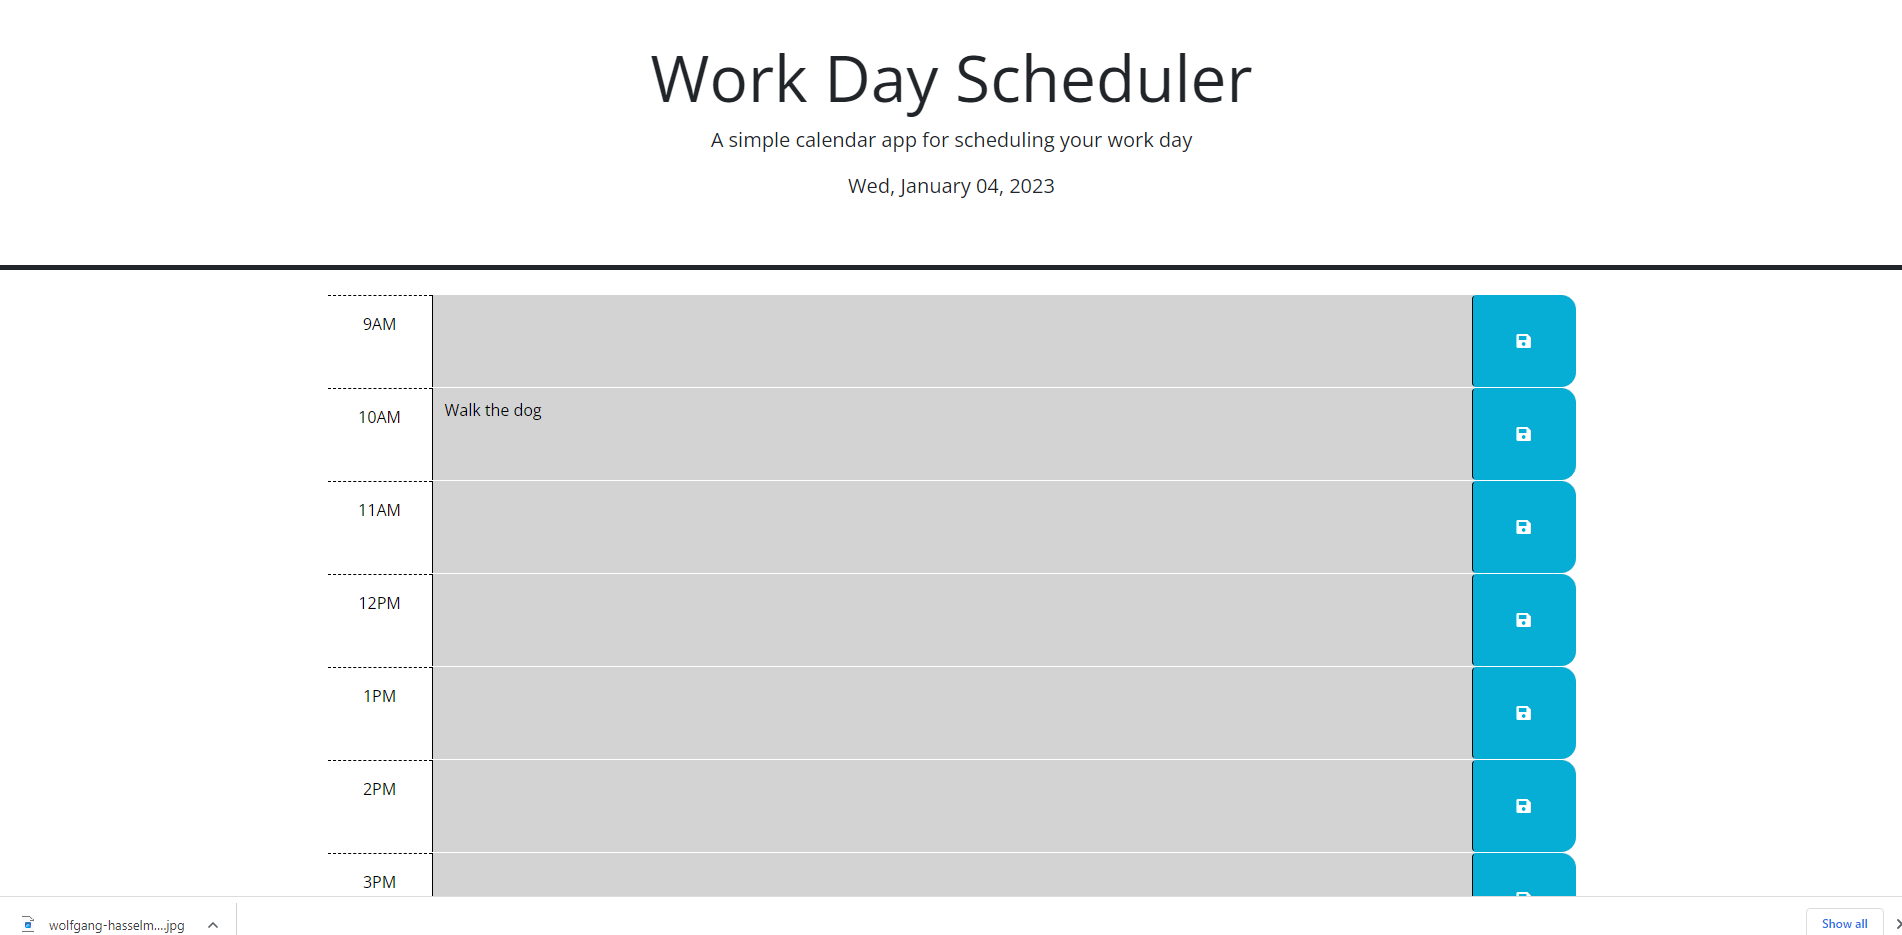 Work Day Scheduler
A simple calendar app for scheduling your work day
Wed, January 04, 2023
9AM
10AM
Walk the dog
11AM
12PM
1PM
2PM
3PM
wolfgang-hasselm....jpg
Show all